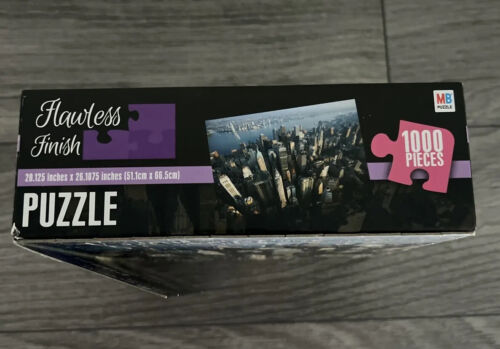 Flawless
Finish
20.125 inches x 26.1875 inches (51.1cm x 66.5cm)
PUZZLE
MB
PUZZLE
1000
PIECES